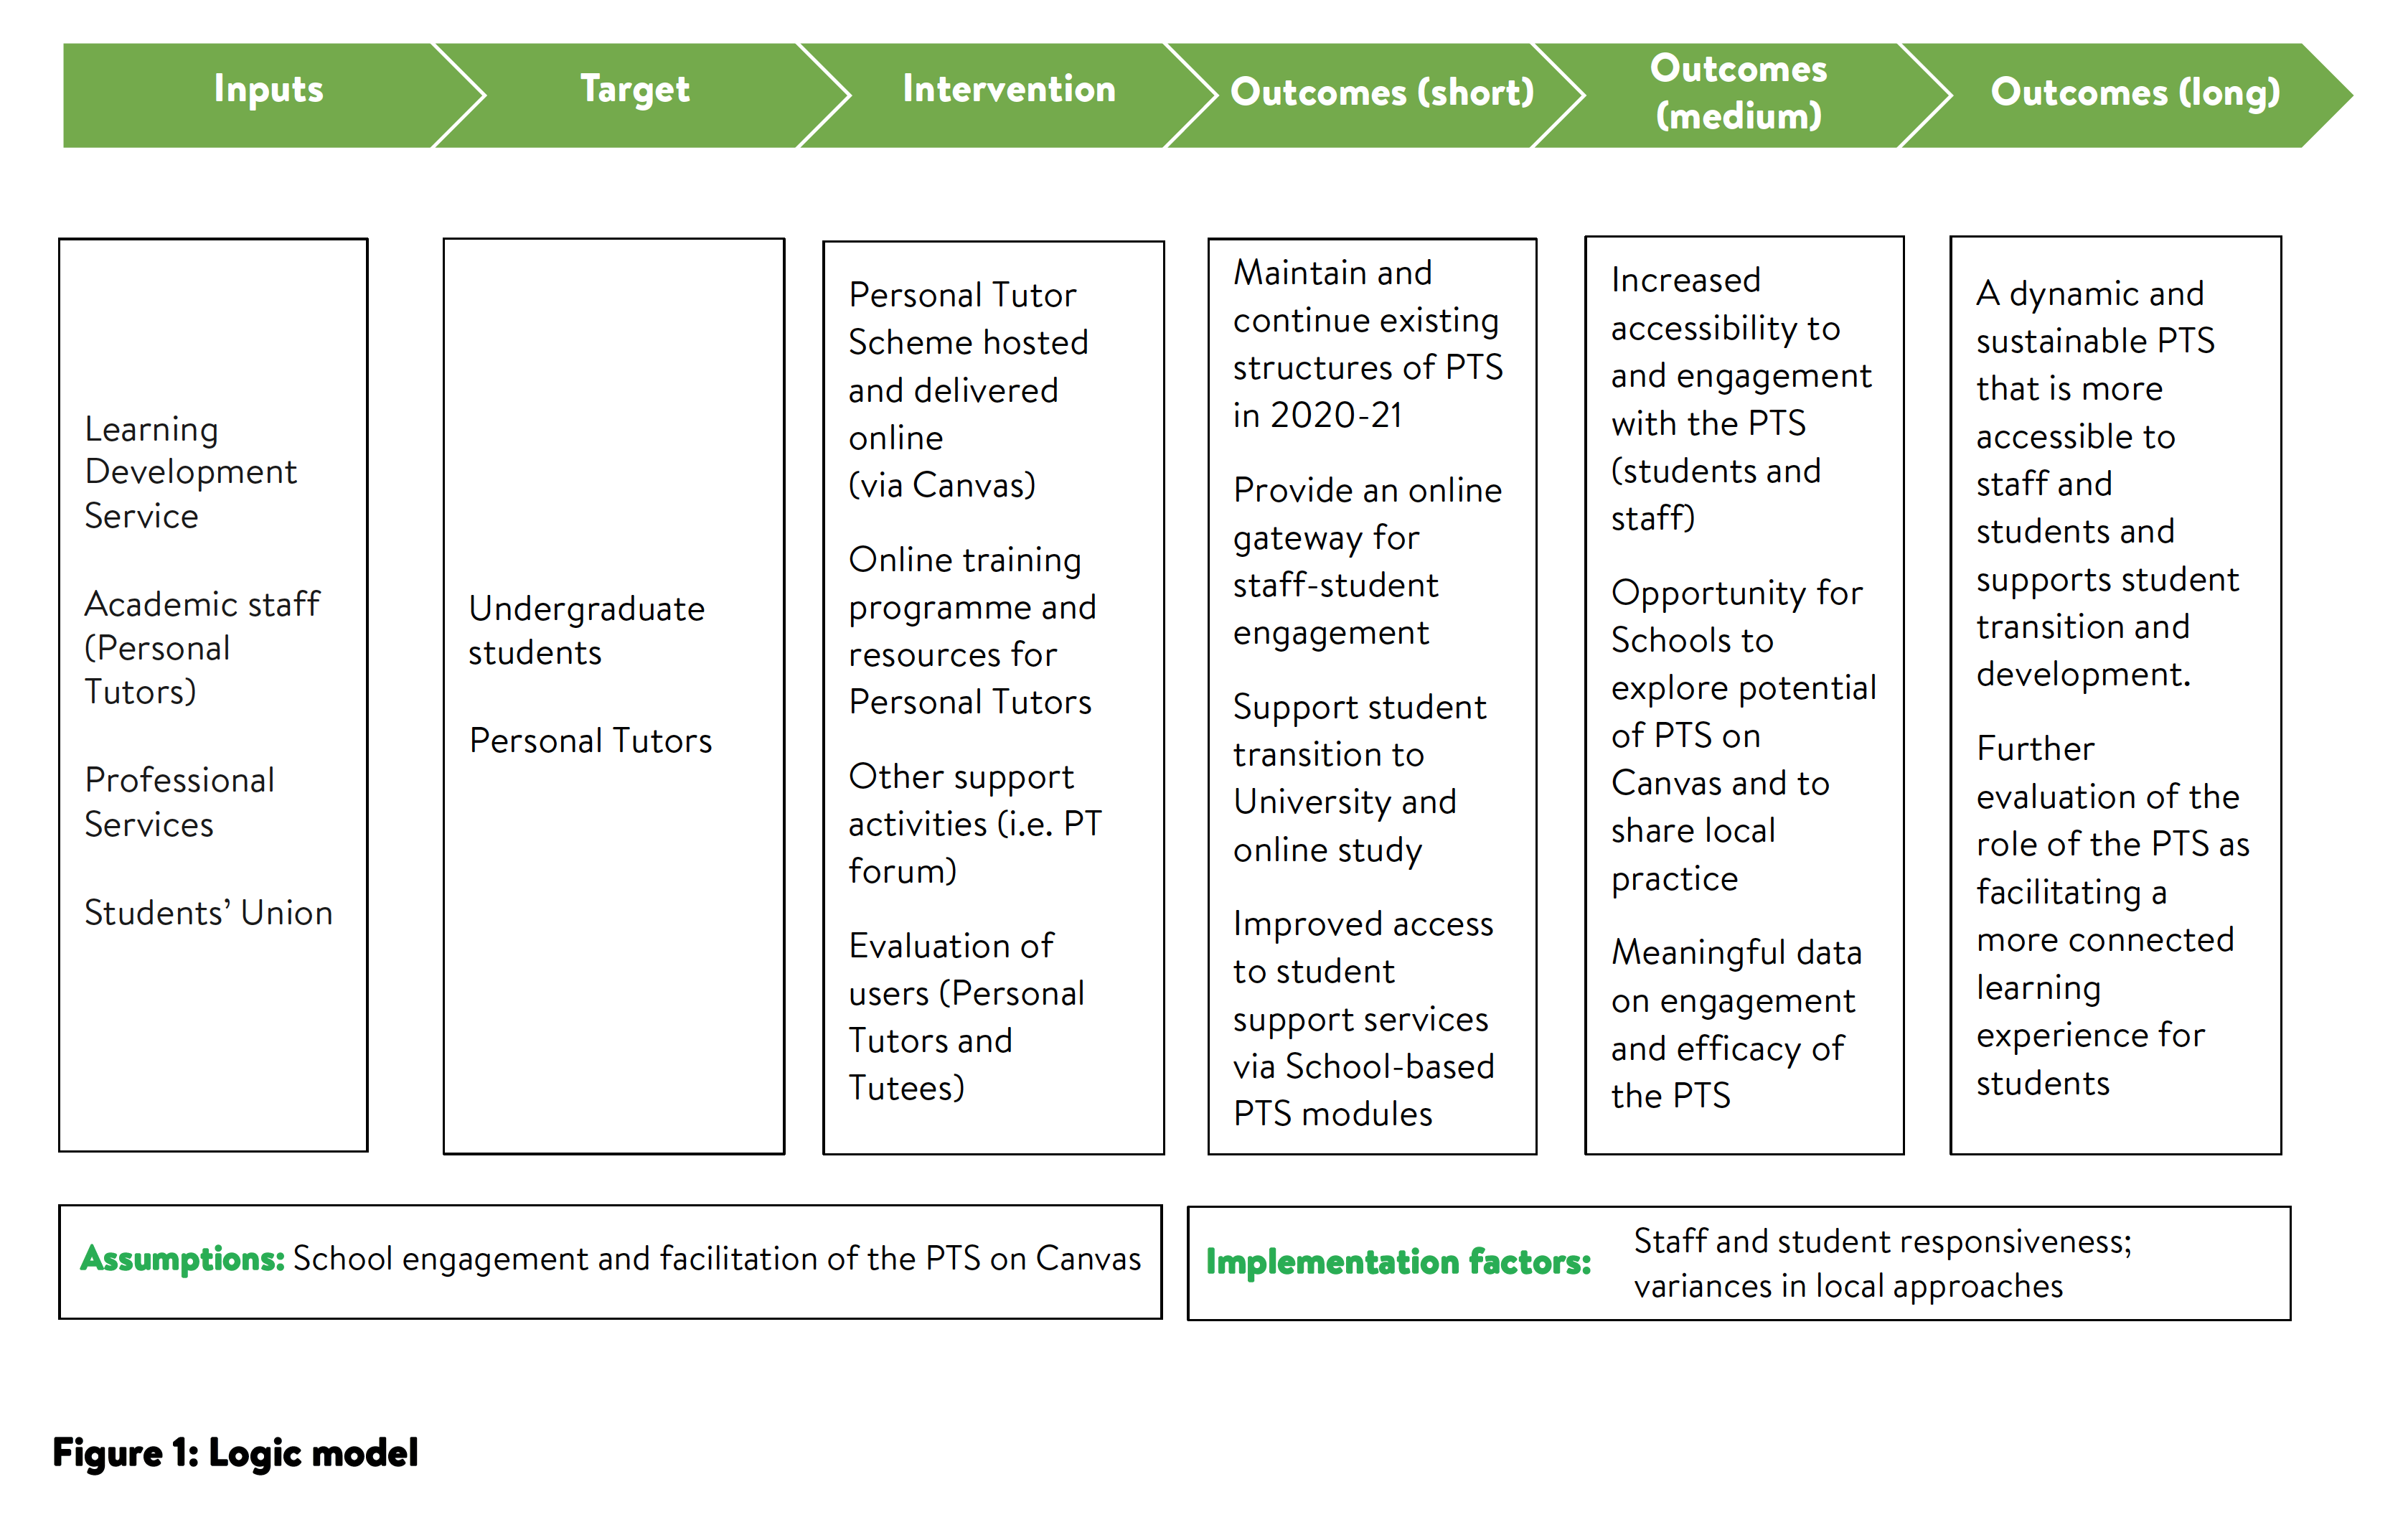 Inputs
Target
Intervention
Outcomes (short)
Outcomes
(medium)
Outcomes (long)
Learning
Development
Service
Academic staff
(Personal
Tutors)
Professional
Services
Students’ Union
Undergraduate
students
Personal Tutors
Personal Tutor
Scheme hosted
and delivered
online
(via Canvas)
Online training
programme and
resources for
Personal Tutors
Other support
activities (i.e. PT
forum)
Evaluation of
users (Personal
Tutors and
Tutees)
Maintain and
continue existing
structures of PTS
in 2020-21
Provide an online
gateway for
staff-student
engagement
Support student
transition to
University and
online study
Improved access
to student
support services
via School-based
PTS modules
Increased
accessibility to
and engagement
with the PTS
(students and
staff)
Opportunity for
Schools to
explore potential
of PTS on
Canvas and to
share local
practice
Meaningful data
on engagement
and efficacy of
the PTS
A dynamic and
sustainable PTS
that is more
accessible to
staff and
students and
supports student
transition and
development.
Further
evaluation of the
role of the PTS as
facilitating a
more connected
learning
experience for
students
Assumptions: School engagement and facilitation of the PTS on Canvas
Implementation factors: Staff and student responsiveness;
variances in local approaches
Figure 1: Logic model